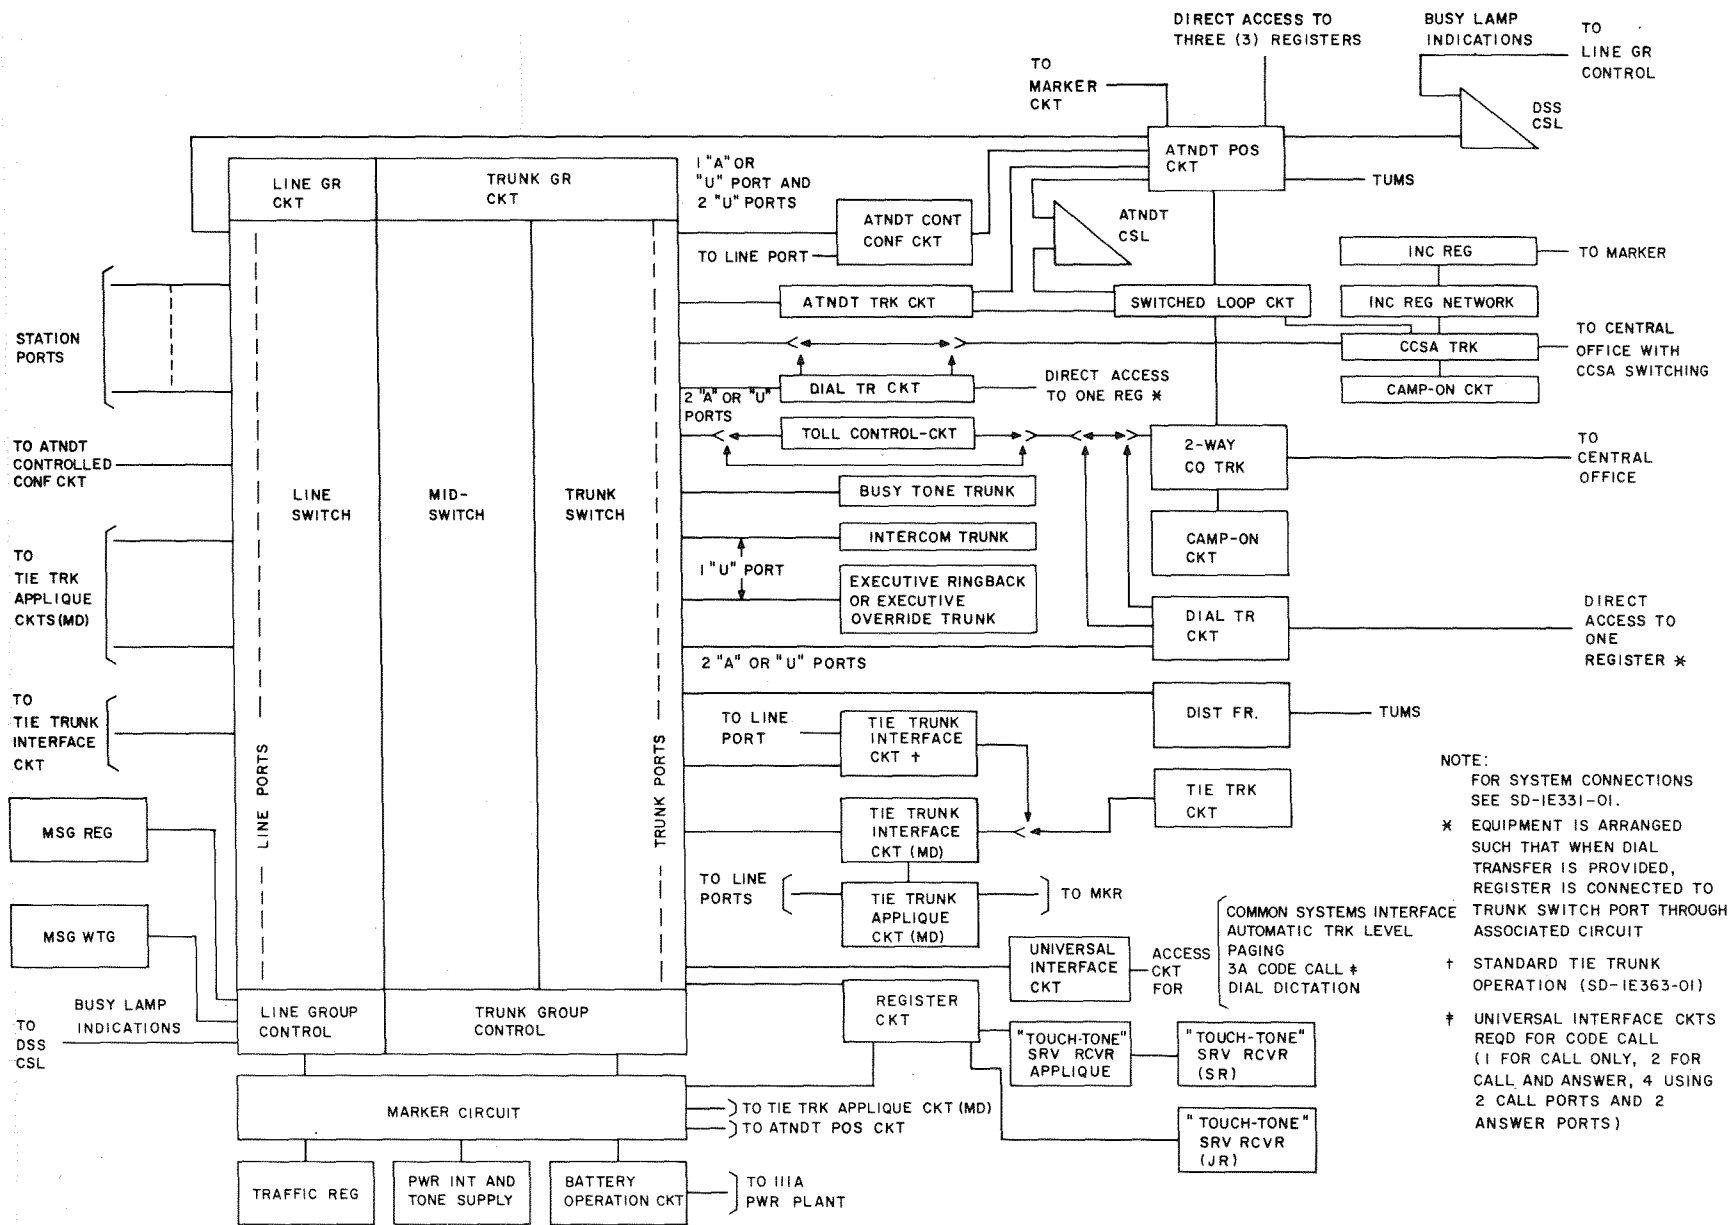 DIRECT ACCESS TO
THREE (3) REGISTERS
BUSY LAMP
INDICATIONS
TO
LINE GR
CONTROL
TO
MARKER
CKT
DSS
CSL
ATNDT POS
CKT
TUMS
LINE GR
CKT
TRUNK GR
CKT
1 "A" OR
"U" PORT AND
2 "U" PORTS
ATNDT CONT
CONF CKT
TO LINE PORT
ATNDT
CSL
INC REG
TO MARKER
ATNDT TRK CKT
SWITCHED LOOP CKT
INC REG NETWORK
STATION
PORTS
CCSA TRK
TO CENTRAL
OFFICE WITH
CCSA SWITCHING
DIAL TR CKT
DIRECT ACCESS
TO ONE REG *
CAMP-ON CKT
2 "A" OR "U"
PORTS
TOLL CONTROL-CKT
2-WAY
CO TRK
TO
CENTRAL
OFFICE
TO ATNDT
CONTROLLED
CONF CKT
LINE
SWITCH
MID-
SWITCH
TRUNK
SWITCH
BUSY TONE TRUNK
INTERCOM TRUNK
CAMP-ON
CKT
TO
TIE TRK
APPLIQUE
CKTS (MD)
1 "U" PORT
EXECUTIVE RINGBACK
OR EXECUTIVE
OVERRIDE TRUNK
DIAL TR
CKT
DIRECT
ACCESS TO
ONE
REGISTER *
2 "A" OR "U" PORTS
TO
TIE TRUNK
INTERFACE
CKT
LINE PORTS
TRUNK PORTS
DIST FR.
TUMS
TO LINE
PORT
TIE TRUNK
INTERFACE
CKT †
TIE TRK
CKT
MSG REG
TIE TRUNK
INTERFACE
CKT (MD)
TO LINE
PORTS
TIE TRUNK
APPLIQUE
CKT (MD)
TO MKR
MSG WTG
UNIVERSAL
INTERFACE
CKT
ACCESS
CKT
FOR
COMMON SYSTEMS INTERFACE
AUTOMATIC TRK LEVEL
PAGING
3A CODE CALL ‡
DIAL DICTATION
BUSY LAMP
INDICATIONS
TO
DSS
CSL
LINE GROUP
CONTROL
TRUNK GROUP
CONTROL
REGISTER
CKT
"TOUCH-TONE"
SRV RCVR
APPLIQUE
"TOUCH-TONE"
SRV RCVR
(SR)
MARKER CIRCUIT
TO TIE TRK APPLIQUE CKT (MD)
TO ATNDT POS CKT
"TOUCH-TONE"
SRV RCVR
(JR)
TRAFFIC REG
PWR INT AND
TONE SUPPLY
BATTERY
OPERATION CKT
TO 111A
PWR PLANT
NOTE:
FOR SYSTEM CONNECTIONS
SEE SD-1E331-01.
* EQUIPMENT IS ARRANGED
SUCH THAT WHEN DIAL
TRANSFER IS PROVIDED,
REGISTER IS CONNECTED TO
TRUNK SWITCH PORT THROUGH
ASSOCIATED CIRCUIT
† STANDARD TIE TRUNK
OPERATION (SD-1E363-01)
‡ UNIVERSAL INTERFACE CKTS
REQD FOR CODE CALL
(1 FOR CALL ONLY, 2 FOR
CALL AND ANSWER, 4 USING
2 CALL PORTS AND 2
ANSWER PORTS)